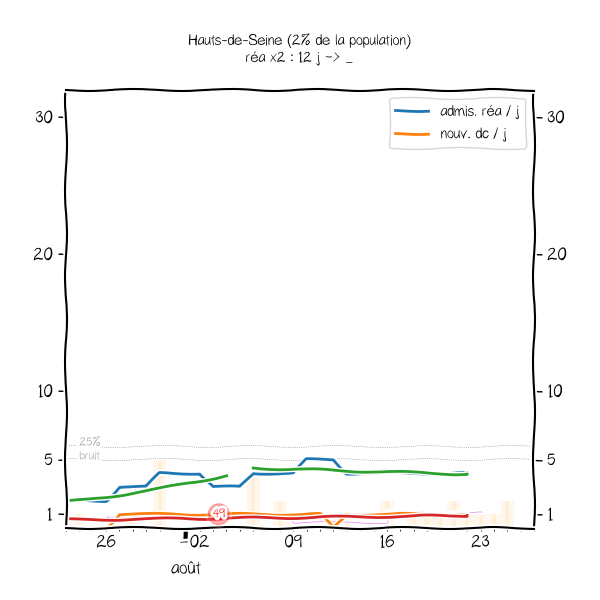 Hauts-de-Seine (2% de la population)
réa x2 : 12 j -> _
admis. réa / j
nouv. dc / j
30
30
20
20
10
10
25%
bruit
5
5
49
1
1
26
02
09
16
23
août